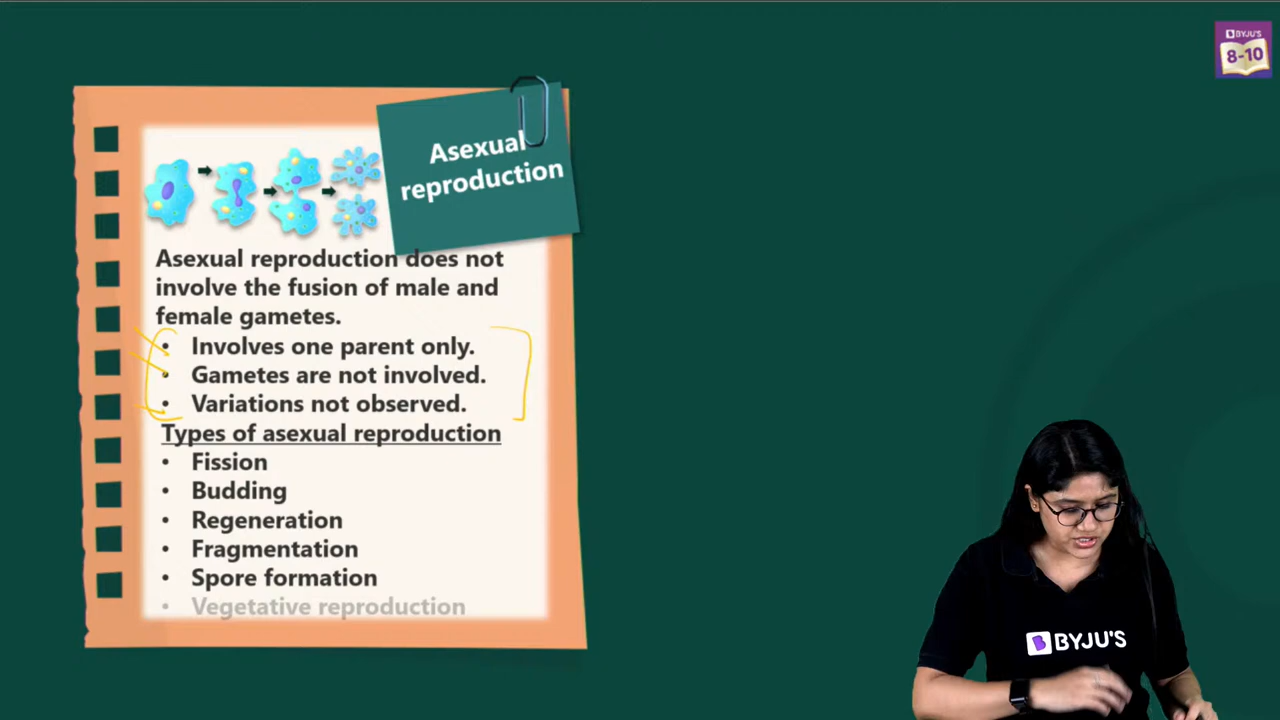 BYJU'S
8-10
Asexual
reproduction
Asexual reproduction does not
involve the fusion of male and
female gametes.
• Involves one parent only.
• Gametes are not involved.
• Variations not observed.
Types of asexual reproduction
• Fission
• Budding
• Regeneration
• Fragmentation
• Spore formation
• Vegetative reproduction
BYJU'S